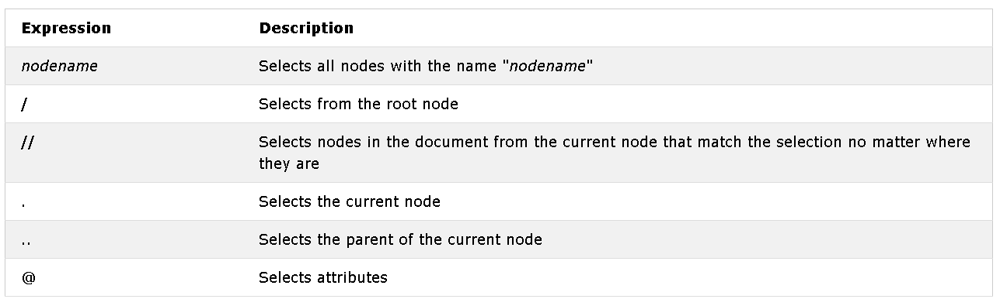 Expression Description
nodename Selects all nodes with the name "nodename"
/ Selects from the root node
// Selects nodes in the document from the current node that match the selection no matter where
they are
. Selects the current node
.. Selects the parent of the current node
@ Selects attributes